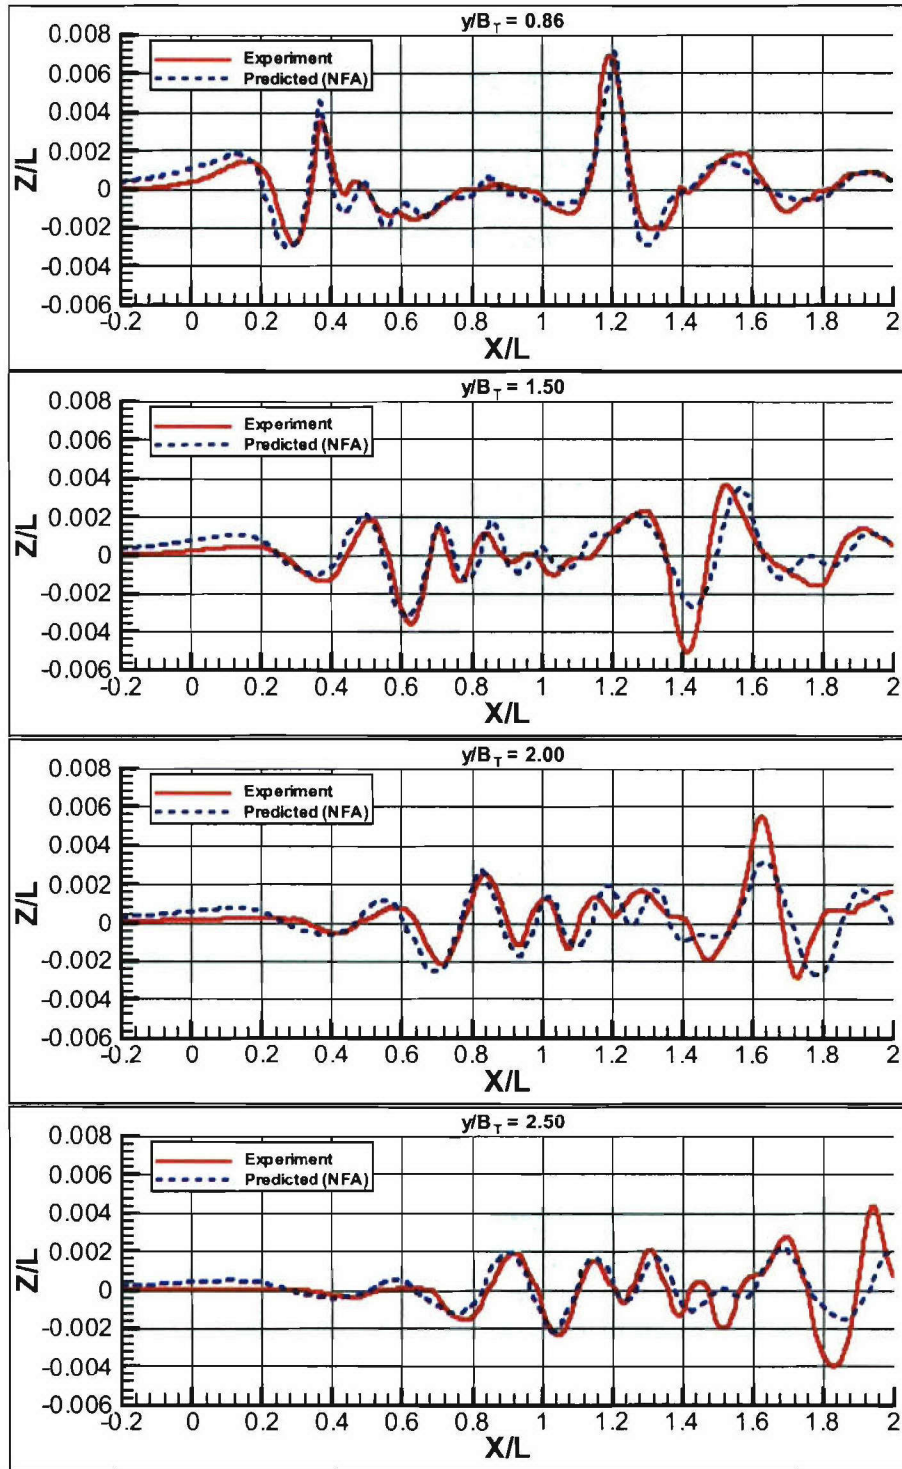 y/B_T = 0.86
Experiment
Predicted (NFA)
Z/L
0.008
0.006
0.004
0.002
0
-0.002
-0.004
-0.006
-0.2 0 0.2 0.4 0.6 0.8 1 1.2 1.4 1.6 1.8 2
X/L
y/B_T = 1.50
Experiment
Predicted (NFA)
Z/L
0.008
0.006
0.004
0.002
0
-0.002
-0.004
-0.006
-0.2 0 0.2 0.4 0.6 0.8 1 1.2 1.4 1.6 1.8 2
X/L
y/B_T = 2.00
Experiment
Predicted (NFA)
Z/L
0.008
0.006
0.004
0.002
0
-0.002
-0.004
-0.006
-0.2 0 0.2 0.4 0.6 0.8 1 1.2 1.4 1.6 1.8 2
X/L
y/B_T = 2.50
Experiment
Predicted (NFA)
Z/L
0.008
0.006
0.004
0.002
0
-0.002
-0.004
-0.006
-0.2 0 0.2 0.4 0.6 0.8 1 1.2 1.4 1.6 1.8 2
X/L